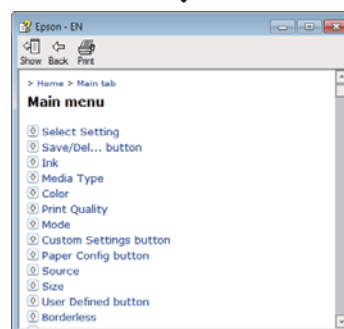 Epson - EN
Show Back Print
> Home > Main tab
Main menu
Select Setting
Save/Del... button
Ink
Media Type
Color
Print Quality
Mode
Custom Settings button
Paper Config button
Source
Size
User Defined button
Borderless